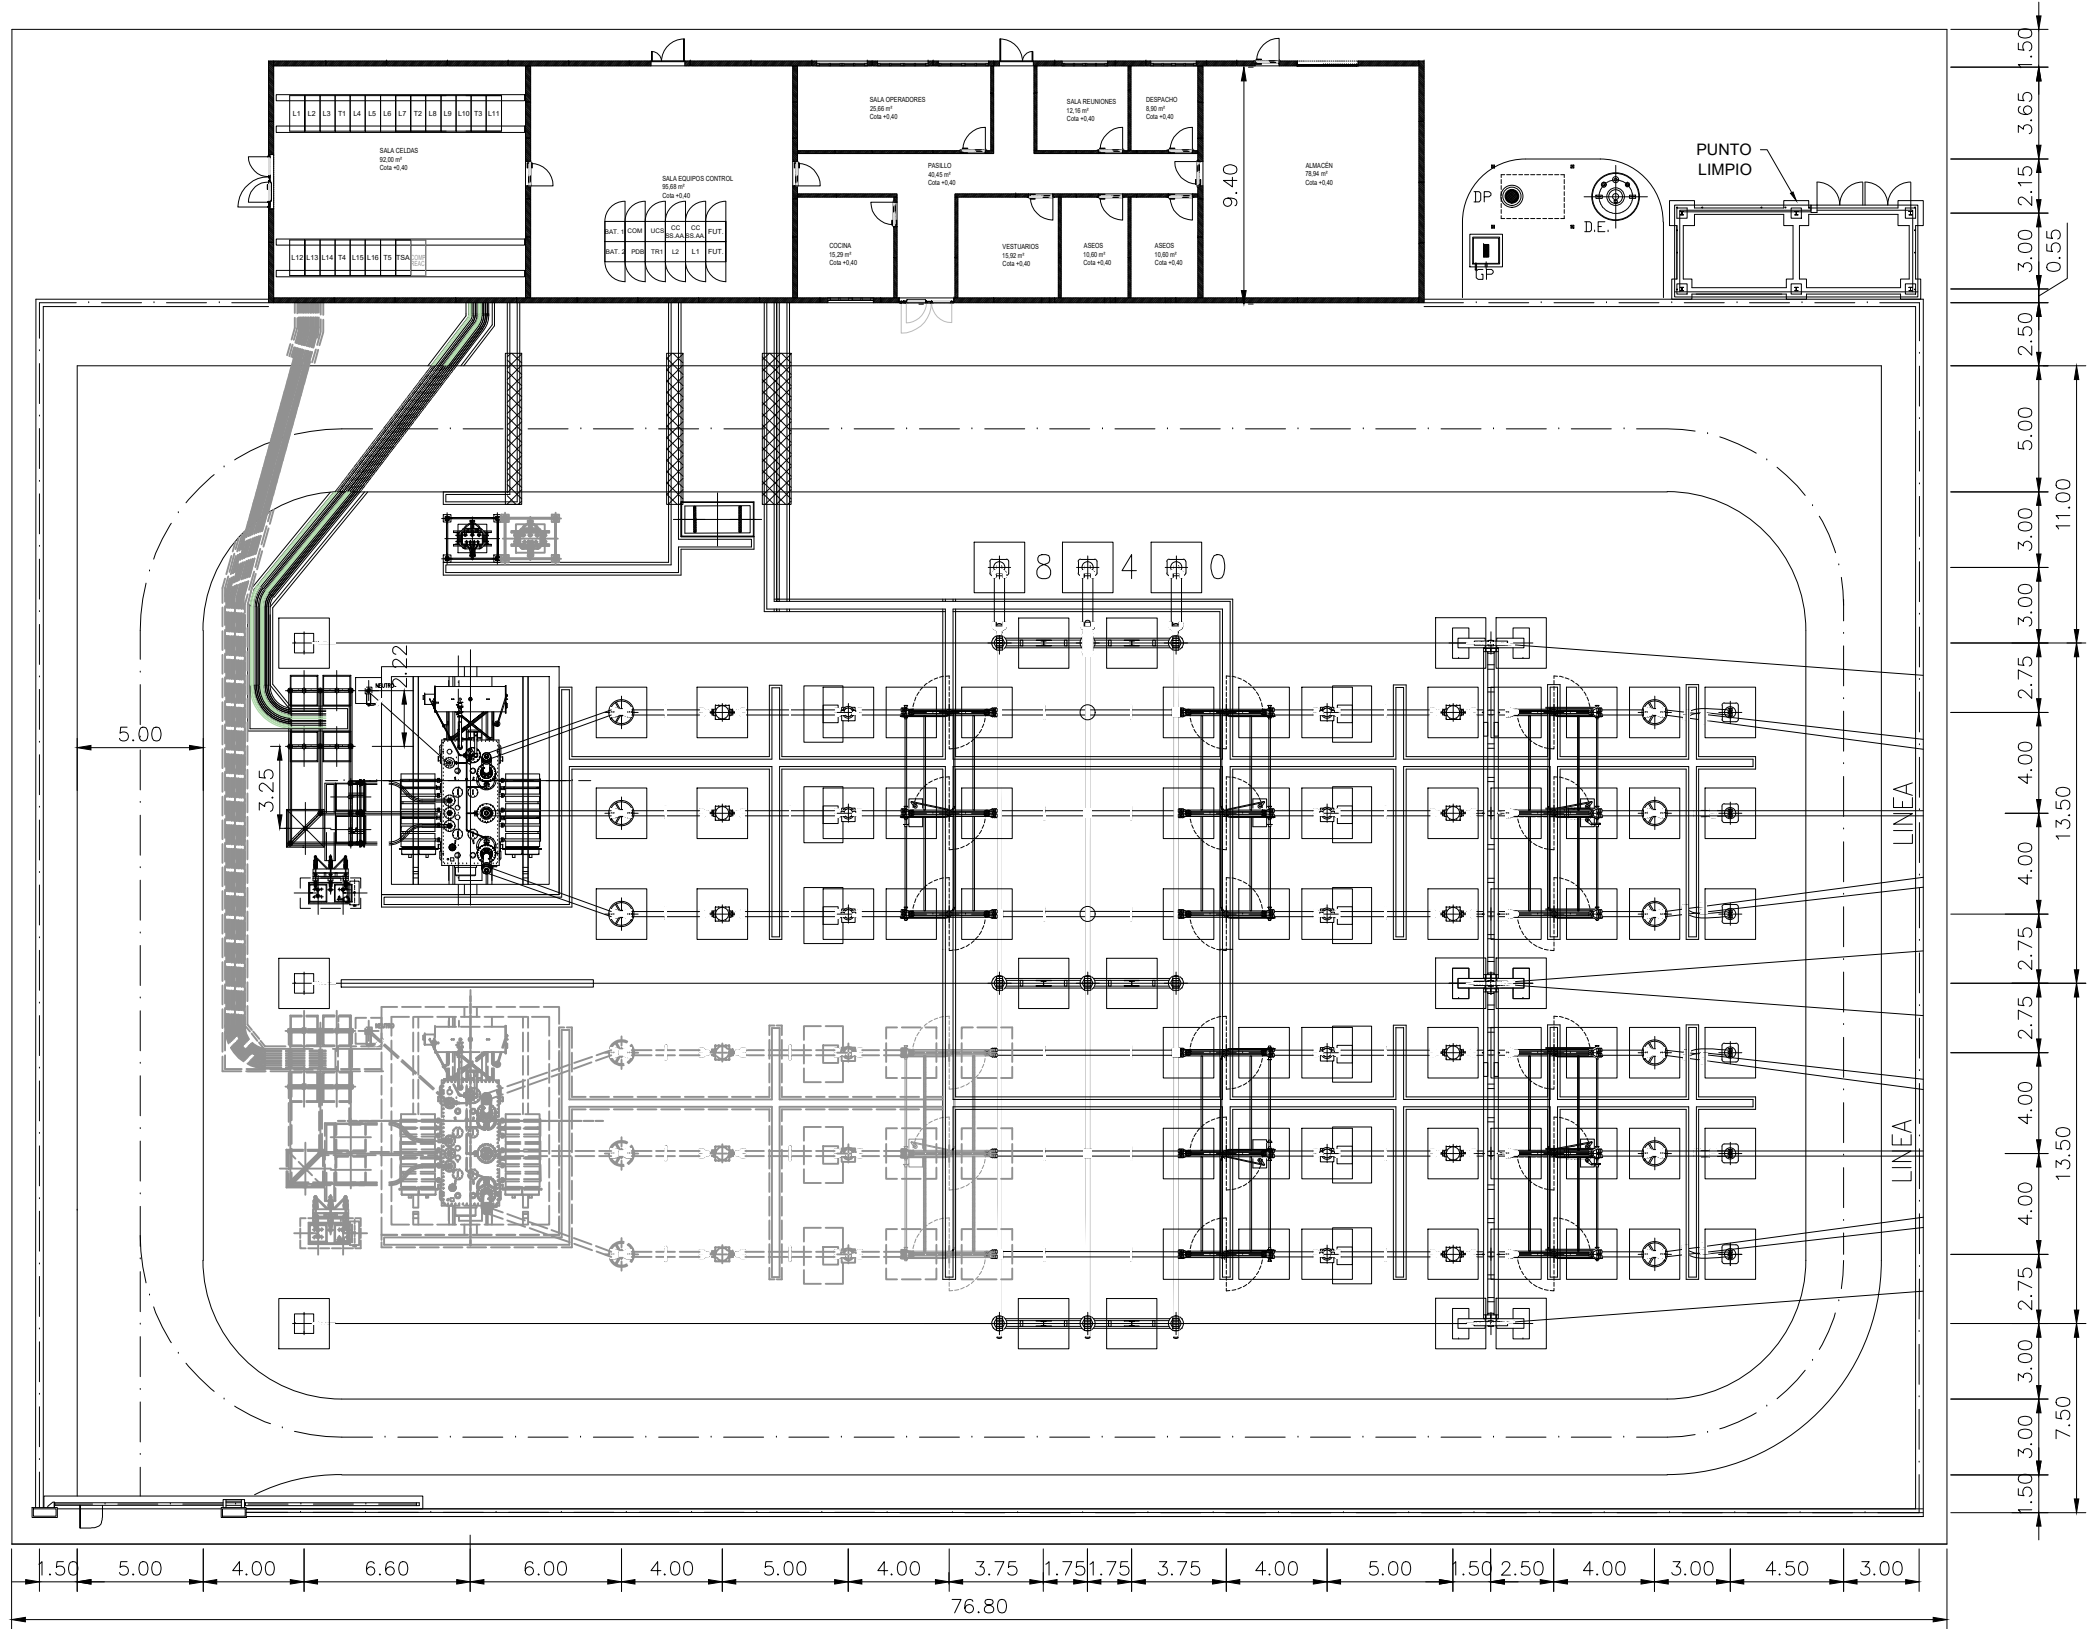 L1 L2 L3 T1 L4 L5 L6 L7 T2 L8 L9 L10 T3 L11
SALA CELDAS
92,00 m²
Cota +0,40
L12 L13 L14 T4 L15 L16 T5 TSA COMP. REAC.
SALA EQUIPOS CONTROL
95,68 m²
Cota +0,40
BAT. 1 COM UCS CC SS.AA. CC SS.AA. FUT.
BAT. 2 PDB TR1 L2 L1 FUT.
SALA OPERADORES
25,66 m²
Cota +0,40
SALA REUNIONES
12,16 m²
Cota +0,40
DESPACHO
8,90 m²
Cota +0,40
PASILLO
40,45 m²
Cota +0,40
COCINA
15,29 m²
Cota +0,40
VESTUARIOS
15,92 m²
Cota +0,40
ASEOS
10,60 m²
Cota +0,40
ASEOS
10,60 m²
Cota +0,40
9.40
ALMACÉN
78,94 m²
Cota +0,40
DP
D.E.
GP
PUNTO
LIMPIO
1.50
3.65
2.15
3.00
0.55
2.50
5.00
3.00
3.00
2.75
4.00
4.00
2.75
2.75
4.00
4.00
2.75
3.00
3.00
1.50
11.00
13.50
13.50
7.50
8 4 0
2.22
NEUTRO
5.00
3.25
LINEA
NEUTRO
LINEA
1.50 5.00 4.00 6.60 6.00 4.00 5.00 4.00 3.75 1.75 1.75 3.75 4.00 5.00 1.50 2.50 4.00 3.00 4.50 3.00
76.80